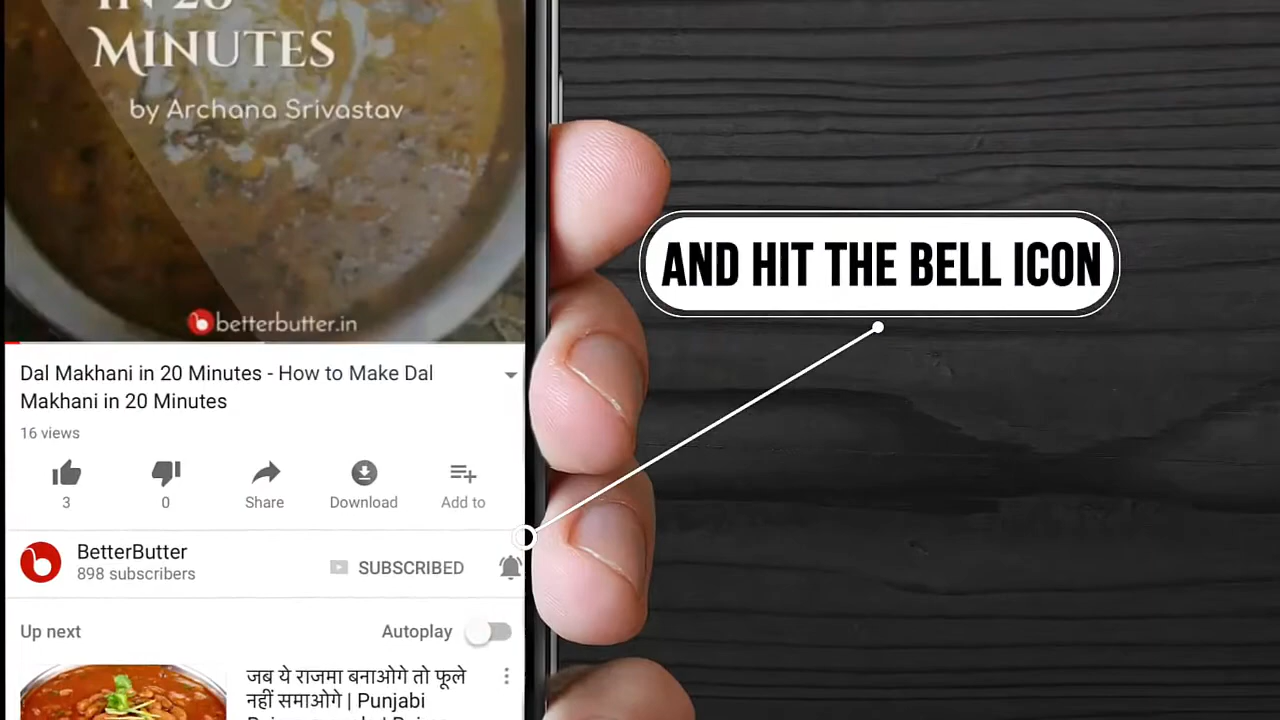 IN 20
MINUTES
by Archana Srivastav
betterbutter.in
AND HIT THE BELL ICON
Dal Makhani in 20 Minutes - How to Make Dal
Makhani in 20 Minutes
16 views
3
0
Share
Download
Add to
BetterButter
898 subscribers
SUBSCRIBED
Up next
Autoplay
जब ये राजमा बनाओगे तो फूले
नहीं समाओगे | Punjabi